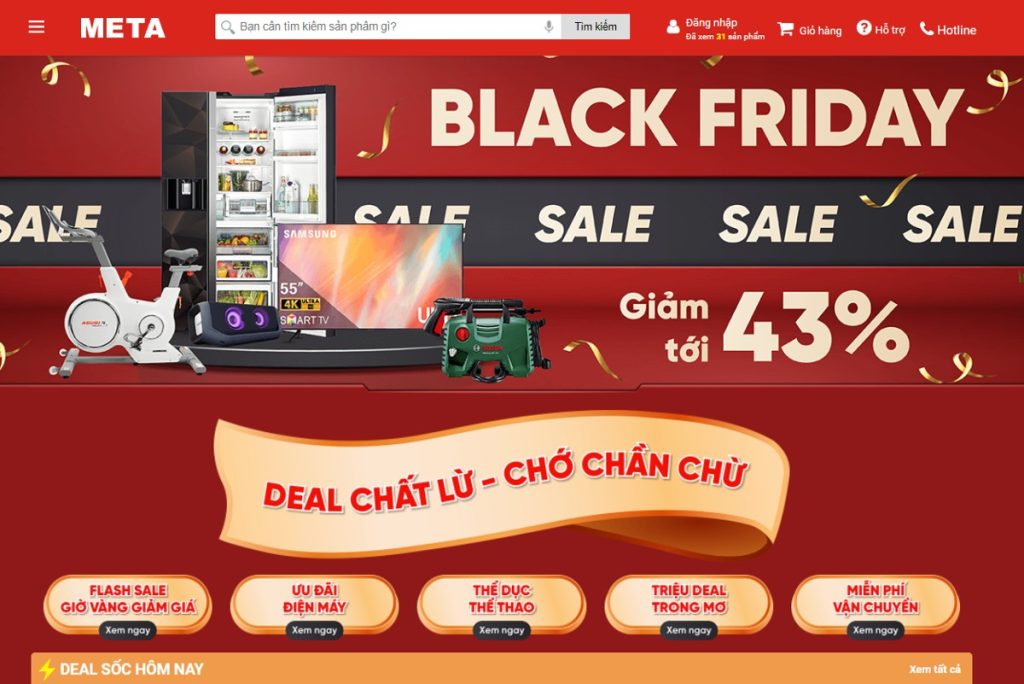 META
Bạn cần tìm kiếm sản phẩm gì?
Tìm kiếm
Đăng nhập
Đã xem 31 sản phẩm
Giỏ hàng
Hỗ trợ
Hotline
BLACK FRIDAY
SALE SALE SALE SALE SALE
SAMSUNG
55"
4K ULTRA HD
SMART TV
BOSCH
Giảm
tới
43%
DEAL CHẤT LỪ - CHỚ CHẦN CHỪ
FLASH SALE
GIỜ VÀNG GIẢM GIÁ
Xem ngay
ƯU ĐÃI
ĐIỆN MÁY
Xem ngay
THỂ DỤC
THỂ THAO
Xem ngay
TRIỆU DEAL
TRONG MƠ
Xem ngay
MIỄN PHÍ
VẬN CHUYỂN
Xem ngay
DEAL SỐC HÔM NAY
Xem tất cả